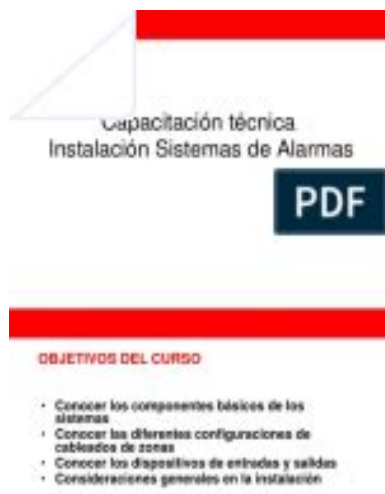 Capacitación técnica
Instalación Sistemas de Alarmas
PDF
OBJETIVOS DEL CURSO
• Conocer los componentes básicos de los
sistemas
• Conocer las diferentes configuraciones de
cableados de zonas
• Conocer los dispositivos de entradas y salidas
• Consideraciones generales en la instalación